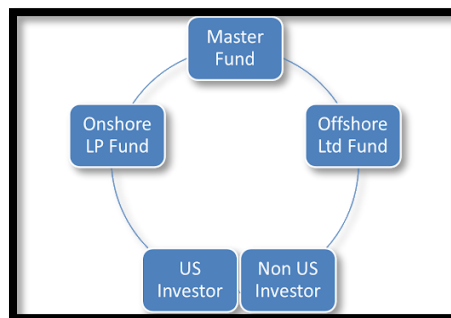 Master
Fund
Onshore
LP Fund
Offshore
Ltd Fund
US
Investor
Non US
Investor